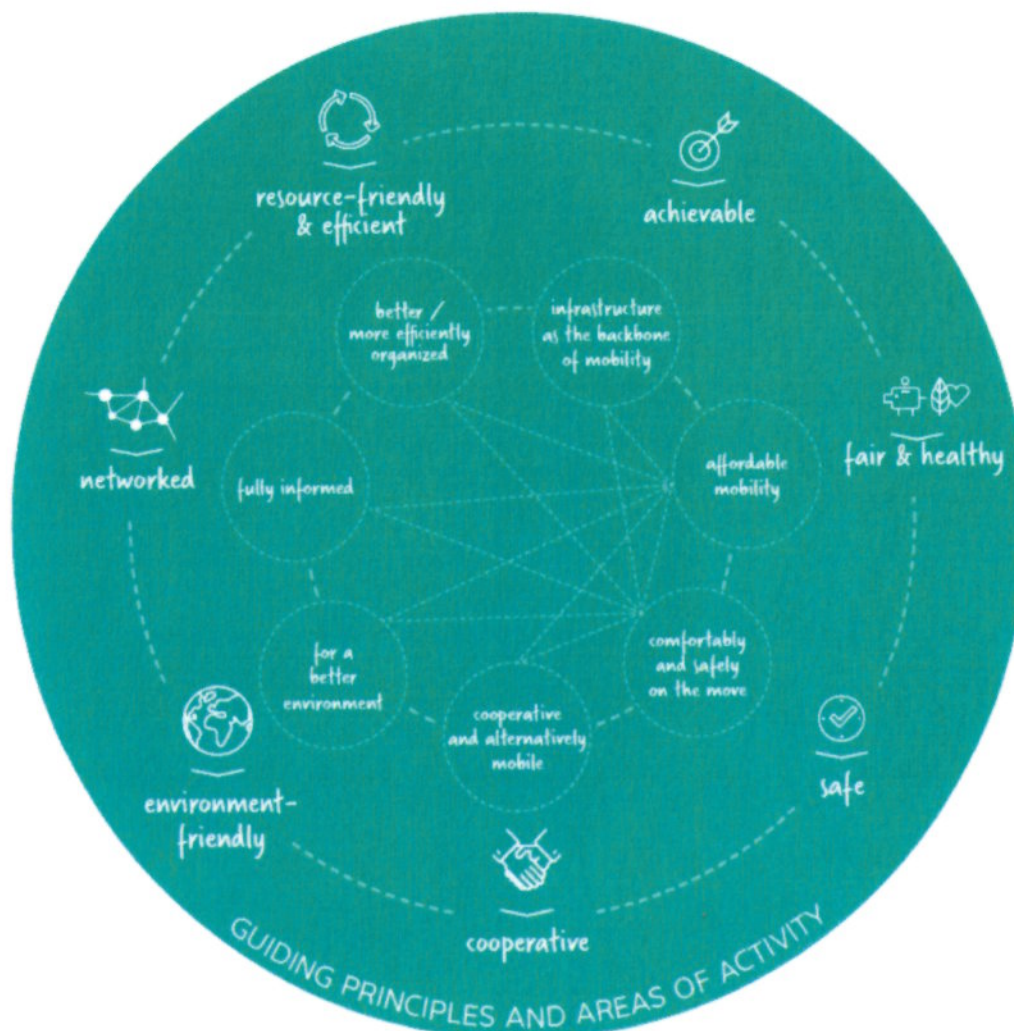 resource-friendly
& efficient
achievable
better /
more efficiently
organized
infrastructure
as the backbone
of mobility
networked
fully informed
affordable
mobility
fair & healthy
for a
better
environment
cooperative
and alternatively
mobile
comfortably
and safely
on the move
environment-
friendly
safe
cooperative
GUIDING PRINCIPLES AND AREAS OF ACTIVITY